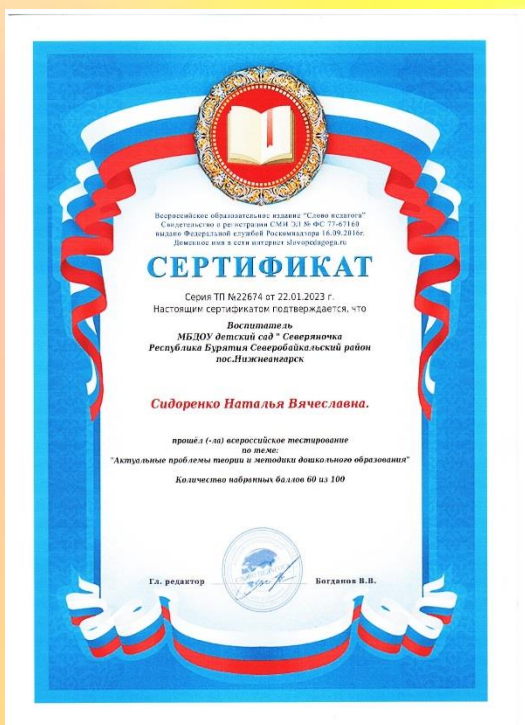 Всероссийское образовательное издание "Слово педагога"
Свидетельство о регистрации СМИ ЭЛ № ФС 77-67160
выдано Федеральной службой Роскомнадзора 16.09.2016г.
Доменное имя в сети интернет slovopedagoga.ru
СЕРТИФИКАТ
Серия ТП №22674 от 22.01.2023 г.
Настоящим сертификатом подтверждается, что
Воспитатель
МБДОУ детский сад " Северяночка
Республика Бурятия Северобайкальский район
пос.Нижнеангарск
Сидоренко Наталья Вячеславна.
прошёл (-ла) всероссийское тестирование
по теме:
"Актуальные проблемы теории и методики дошкольного образования"
Количество набранных баллов 60 из 100
Гл. редактор Богданов В.В.